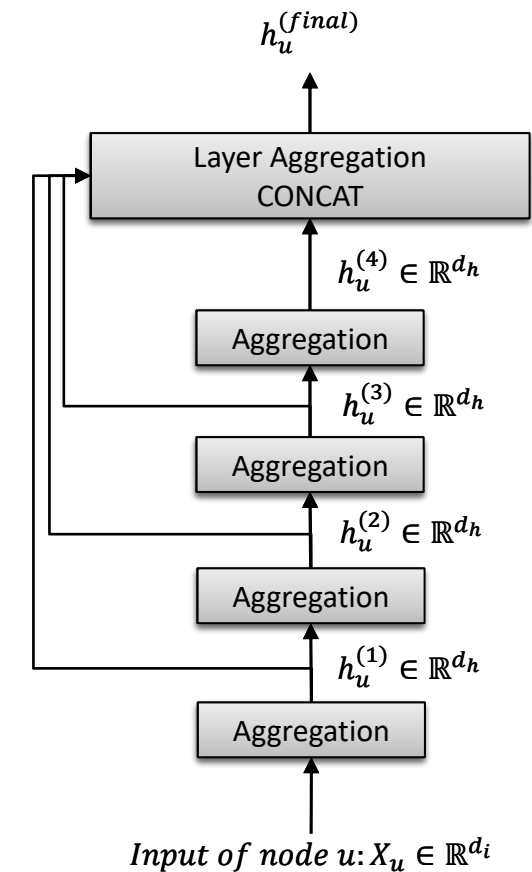 h_u^{(final)}
Layer Aggregation
CONCAT
h_u^{(4)} ∈ ℝ^{d_h}
Aggregation
h_u^{(3)} ∈ ℝ^{d_h}
Aggregation
h_u^{(2)} ∈ ℝ^{d_h}
Aggregation
h_u^{(1)} ∈ ℝ^{d_h}
Aggregation
Input of node u: X_u ∈ ℝ^{d_i}